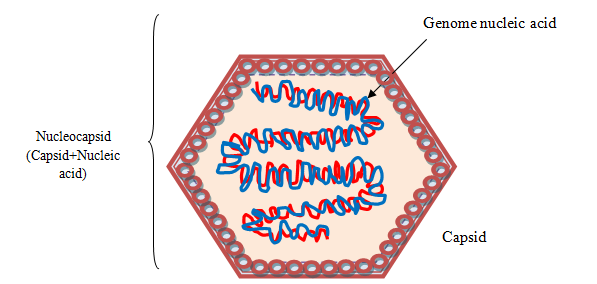 Genome nucleic acid
Nucleocapsid
(Capsid+Nucleic
acid)
Capsid